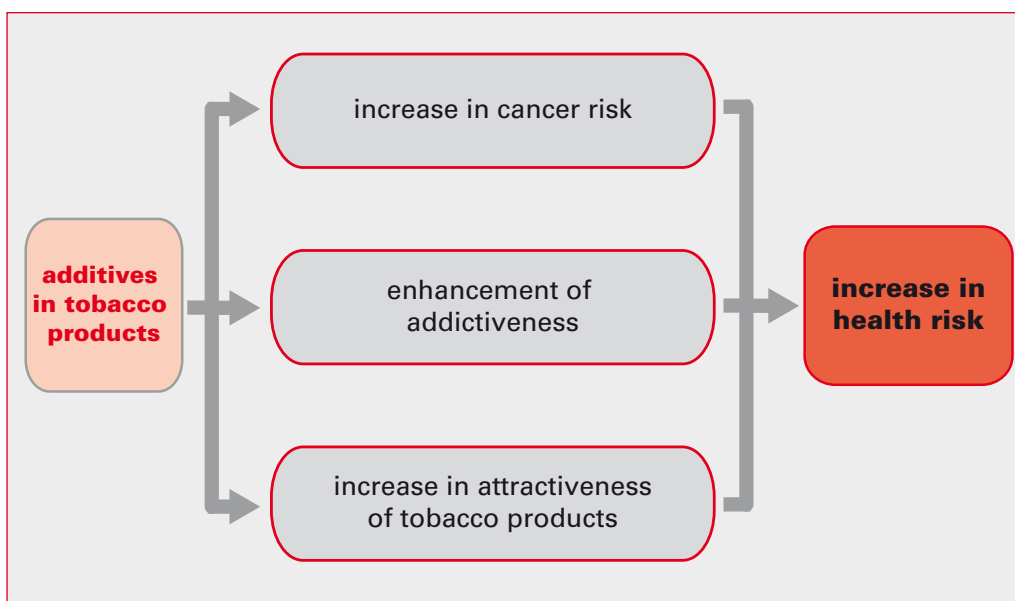 increase in cancer risk
additives
in tobacco
products
enhancement of
addictiveness
increase in
health risk
increase in attractiveness
of tobacco products